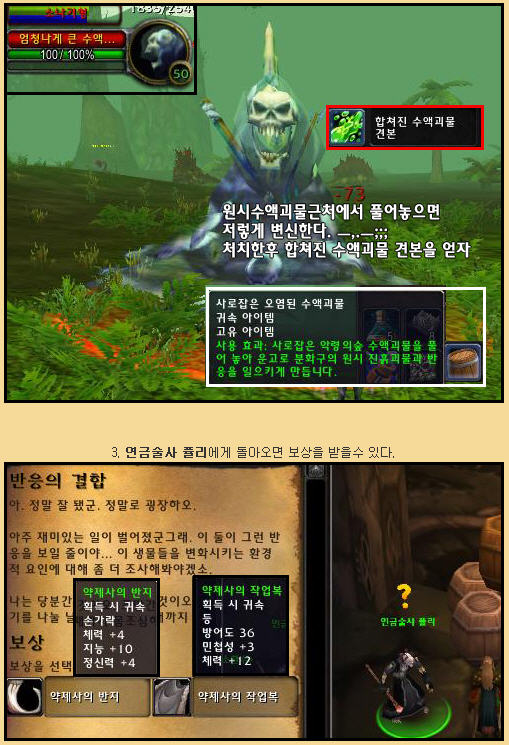 소낙키영
엄청나게 큰 수액...
100 / 100%
50
합쳐진 수액괴물
견본
-73
원시수액괴물근처에서 풀어놓으면
저렇게 변신한다. ㅡ,.ㅡ;;;
처치한후 합쳐진 수액괴물 견본을 얻자
사로잡은 오염된 수액괴물
귀속 아이템
고유 아이템
사용 효과: 사로잡은 악령의숲 수액괴물을 풀
어 놓아 운고로 분화구의 원시 진흙괴물과 반
응을 일으키게 만듭니다.
3. 연금술사 퓰리에게 돌아오면 보상을 받을수 있다.
반응의 결합
아. 정말 잘 됐군. 정말로 굉장하오.
아주 재미있는 일이 벌어졌군그래. 이 둘이 그런 반
응을 보일 줄이야... 이 생물들을 변화시키는 환경
적 요인에 대해 좀 더 조사해봐야겠소.
나는 당분간
기를 나눌 날
까지
보상
보상을 선택
약제사의 반지
획득 시 귀속
손가락
체력 +4
지능 +10
정신력 +4
약제사의 작업복
획득 시 귀속
등
방어도 36
민첩성 +3
체력 +12
약제사의 반지
약제사의 작업복
?
연금술사 퓰리